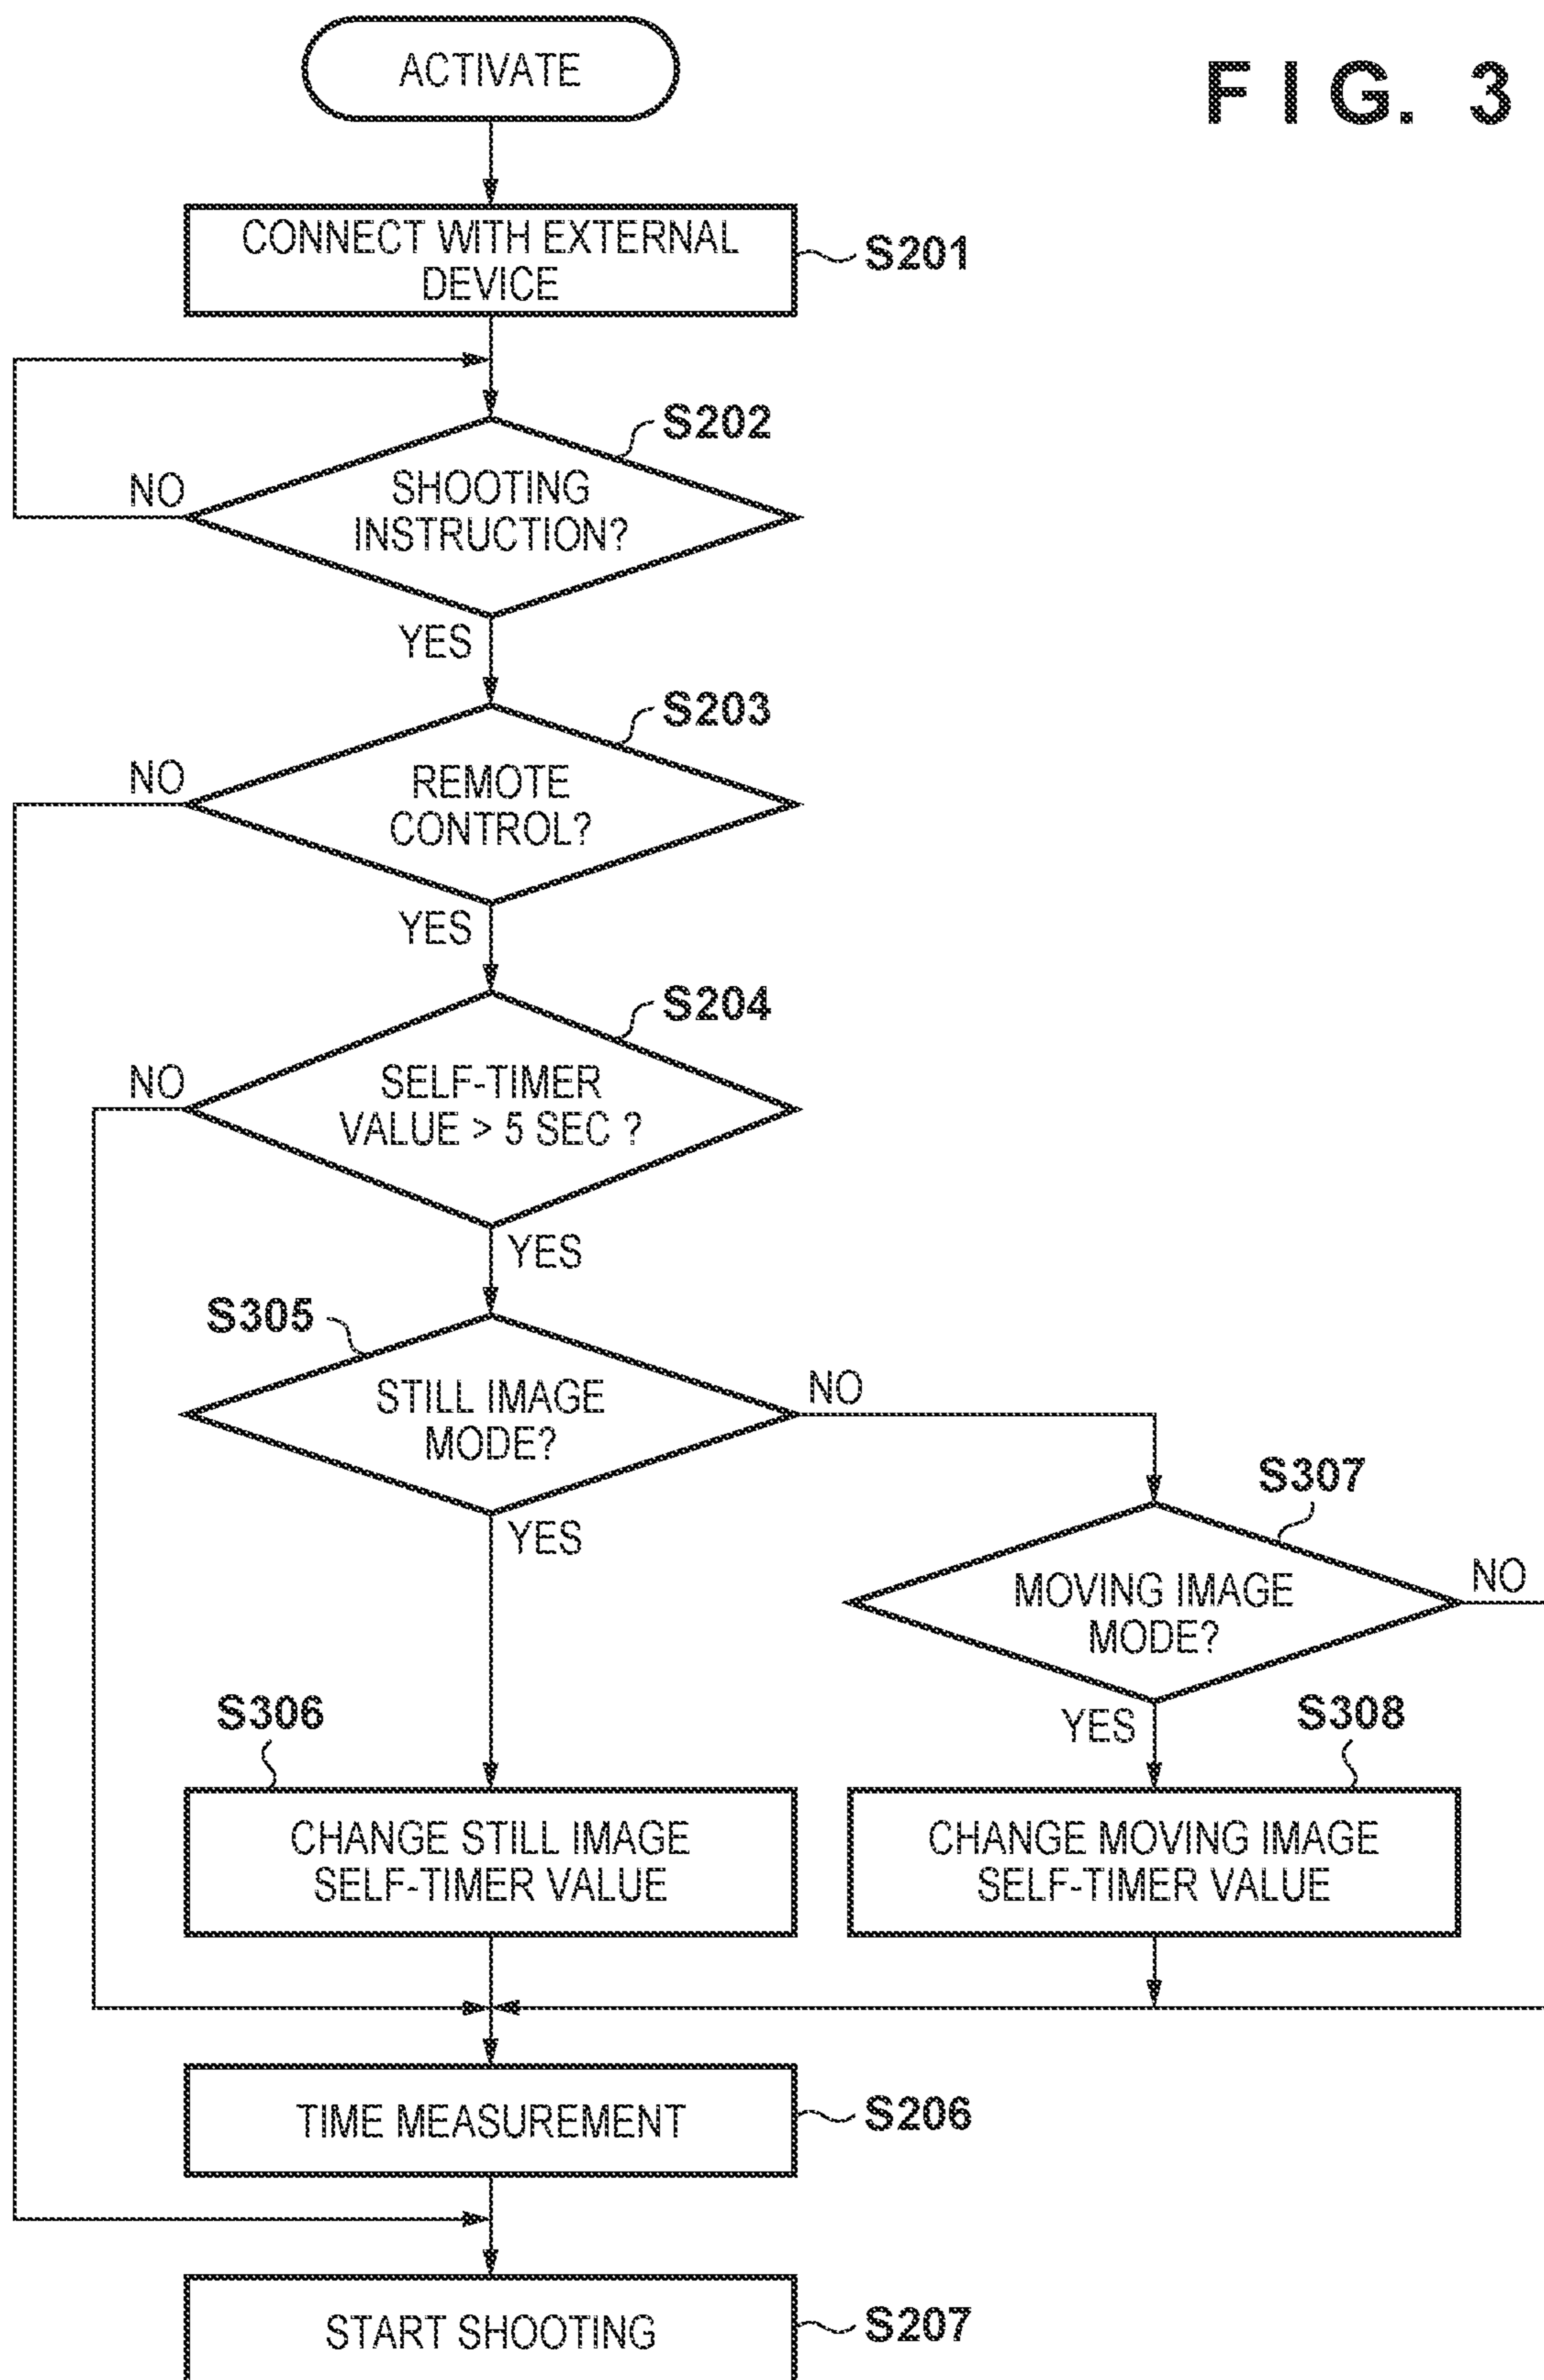 FIG. 3
ACTIVATE
CONNECT WITH EXTERNAL
DEVICE
S201
S202
SHOOTING
INSTRUCTION?
NO
YES
S203
REMOTE
CONTROL?
NO
YES
S204
SELF-TIMER
VALUE > 5 SEC ?
NO
YES
S305
STILL IMAGE
MODE?
NO
YES
S307
MOVING IMAGE
MODE?
NO
YES
S306
CHANGE STILL IMAGE
SELF-TIMER VALUE
S308
CHANGE MOVING IMAGE
SELF-TIMER VALUE
TIME MEASUREMENT
S206
START SHOOTING
S207